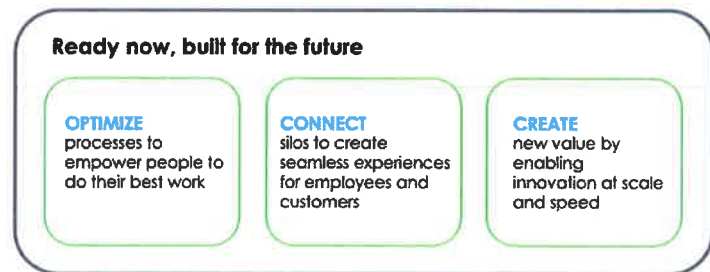 Ready now, built for the future
OPTIMIZE
processes to
empower people to
do their best work
CONNECT
silos to create
seamless experiences
for employees and
customers
CREATE
new value by
enabling
innovation at scale
and speed